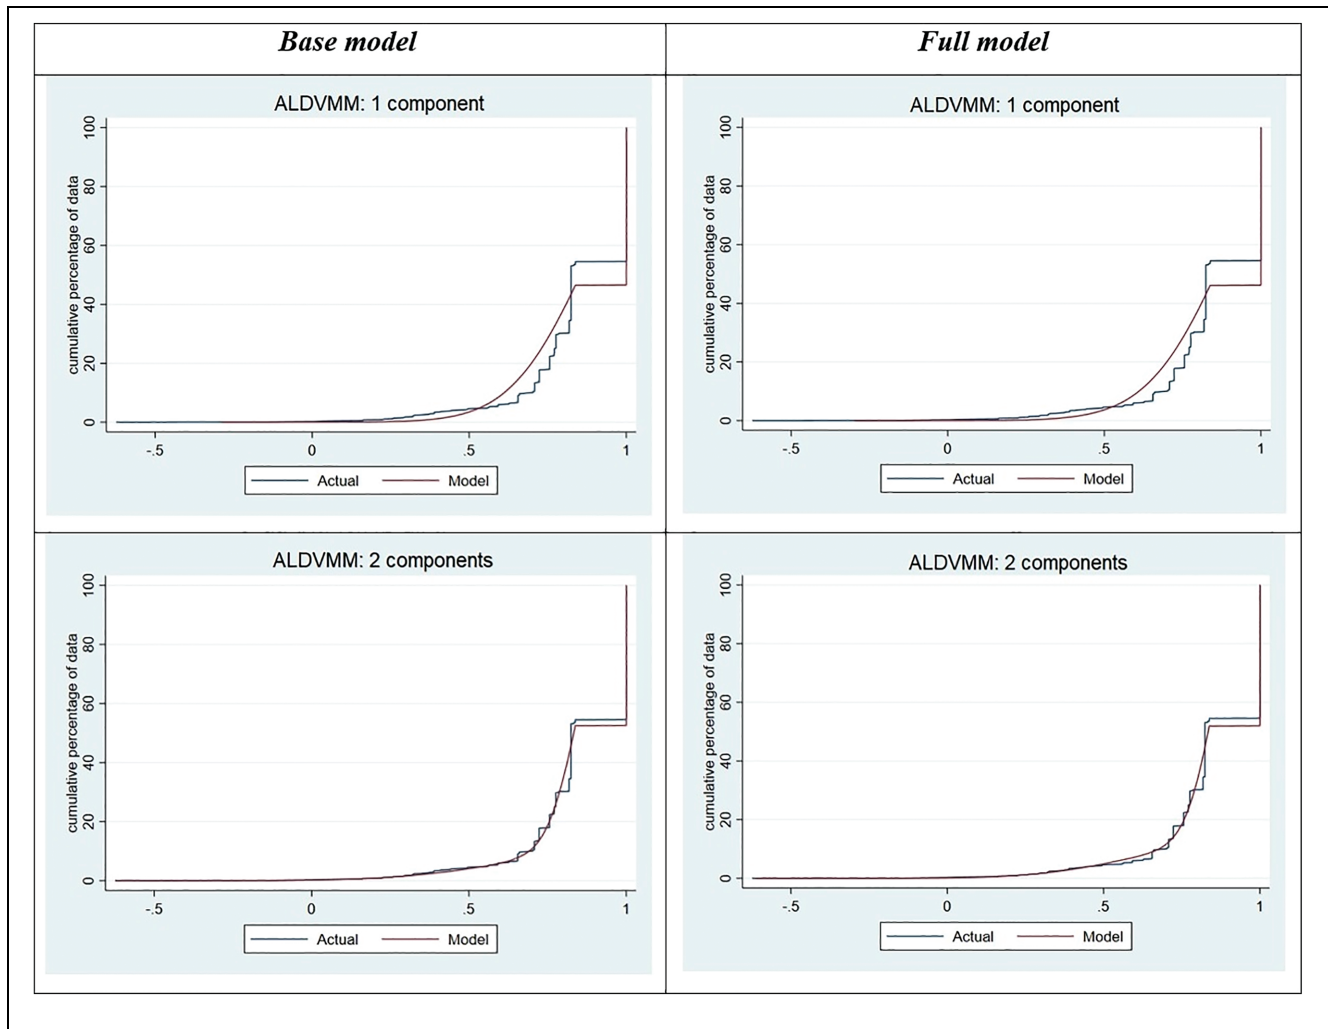 Base model
Full model
ALDVMM: 1 component
cumulative percentage of data
100
80
60
40
20
0
-.5
0
.5
1
Actual
Model
ALDVMM: 1 component
cumulative percentage of data
100
80
60
40
20
0
-.5
0
.5
1
Actual
Model
ALDVMM: 2 components
cumulative percentage of data
100
80
60
40
20
0
-.5
0
.5
1
Actual
Model
ALDVMM: 2 components
cumulative percentage of data
100
80
60
40
20
0
-.5
0
.5
1
Actual
Model